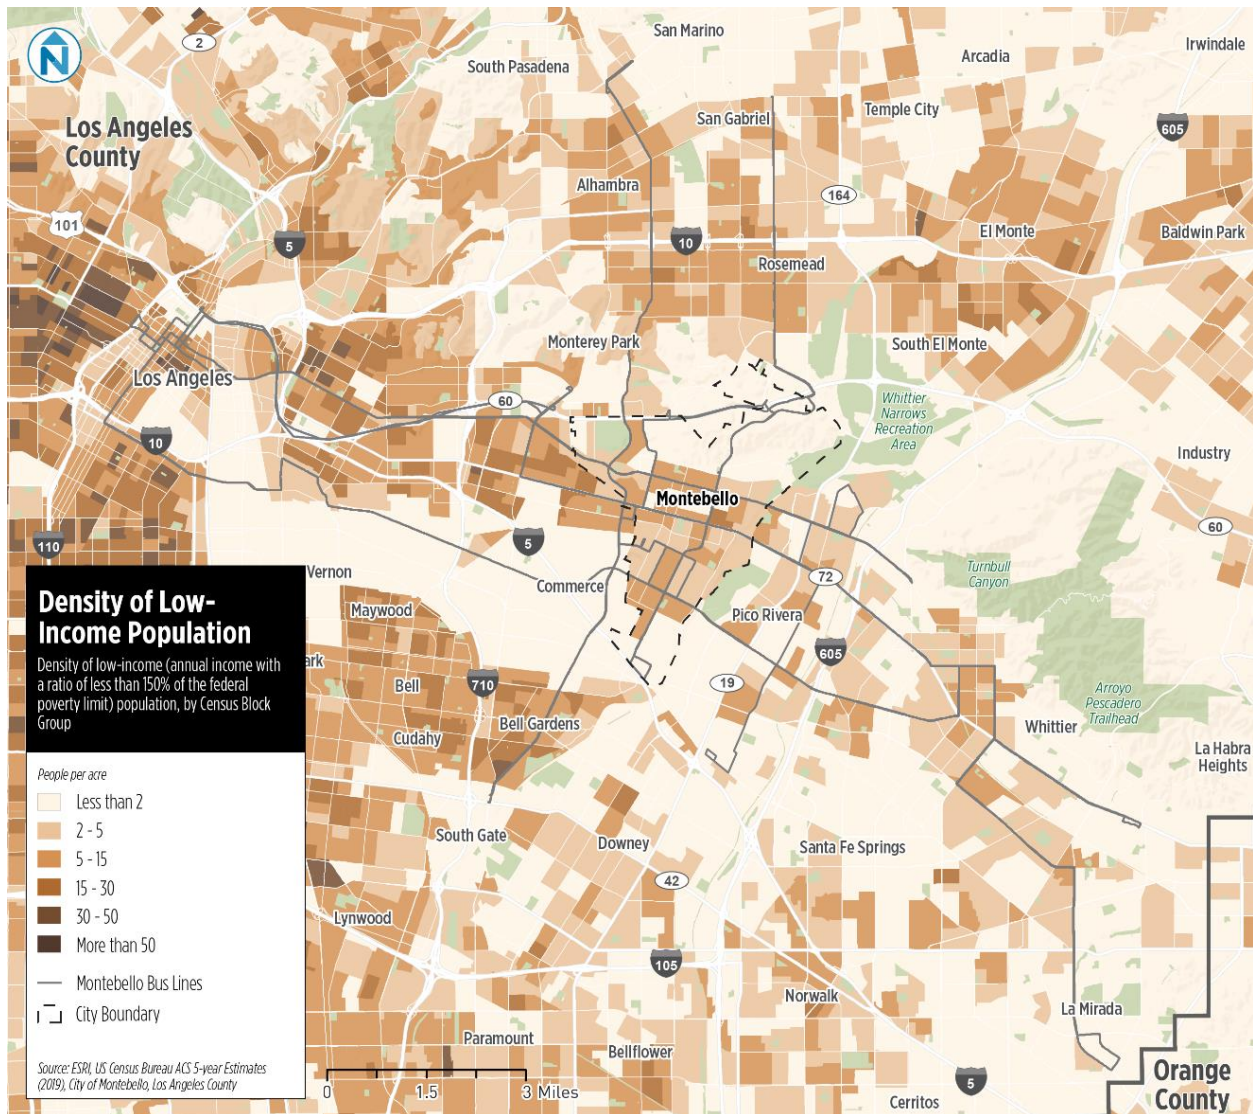 N
2
San Marino
Irwindale
Arcadia
South Pasadena
Los Angeles
County
Temple City
San Gabriel
605
Alhambra
164
101
5
10
El Monte
Baldwin Park
Rosemead
Monterey Park
South El Monte
Los Angeles
60
Whittier
Narrows
Recreation
Area
10
Industry
Montebello
60
110
5
Vernon
Commerce
72
Turnbull
Canyon
Density of Low-
Income Population
Density of low-income (annual income with
a ratio of less than 150% of the federal
poverty limit) population, by Census Block
Group
Maywood
Pico Rivera
605
ark
Bell
710
19
Arroyo
Pescadero
Trailhead
Bell Gardens
Cudahy
Whittier
La Habra
Heights
People per acre
Less than 2
2 - 5
5 - 15
15 - 30
30 - 50
More than 50
Montebello Bus Lines
City Boundary
Source: ESRI, US Census Bureau ACS 5-year Estimates
(2019), City of Montebello, Los Angeles County
South Gate
Downey
Santa Fe Springs
42
Lynwood
105
Norwalk
La Mirada
Paramount
Bellflower
Orange
County
5
0 1.5 3 Miles
Cerritos